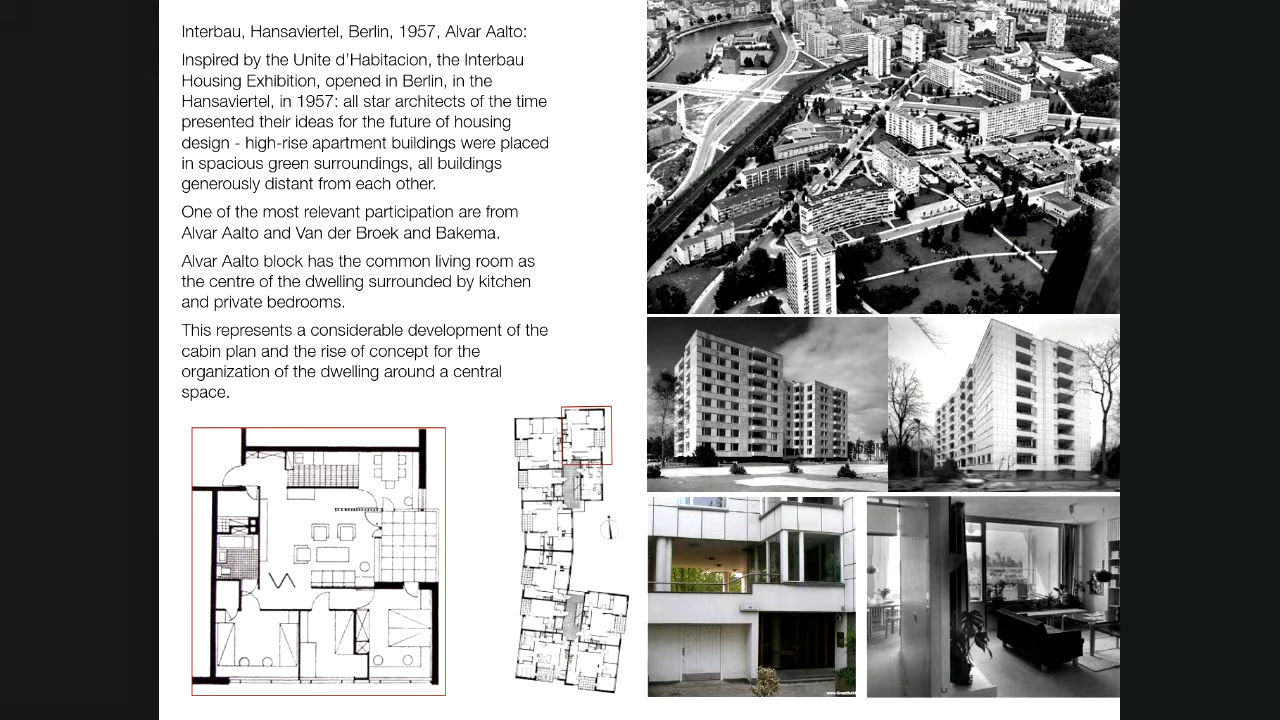 Interbau, Hansaviertel, Berlin, 1957, Alvar Aalto:
Inspired by the Unite d'Habitacion, the Interbau
Housing Exhibition, opened in Berlin, in the
Hansaviertel, in 1957: all star architects of the time
presented their ideas for the future of housing
design - high-rise apartment buildings were placed
in spacious green surroundings, all buildings
generously distant from each other.
One of the most relevant participation are from
Alvar Aalto and Van der Broek and Bakema.
Alvar Aalto block has the common living room as
the centre of the dwelling surrounded by kitchen
and private bedrooms.
This represents a considerable development of the
cabin plan and the rise of concept for the
organization of the dwelling around a central
space.